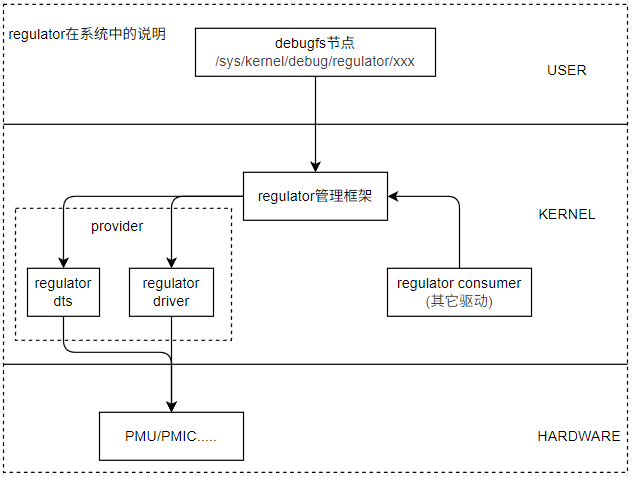 regulator在系统中的说明
debugfs节点
/sys/kernel/debug/regulator/xxx
USER
regulator管理框架
KERNEL
provider
regulator
dts
regulator
driver
regulator consumer
(其它驱动)
PMU/PMIC.....
HARDWARE